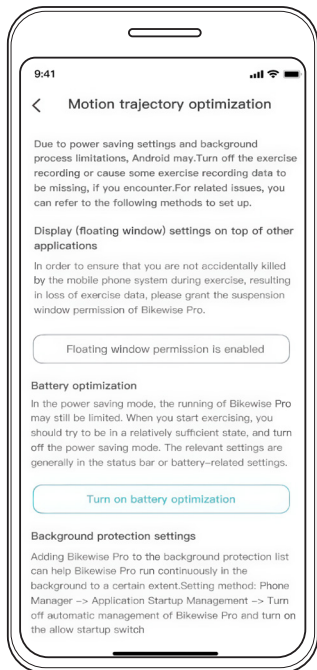 9:41
Motion trajectory optimization
Due to power saving settings and background
process limitations, Android may.Turn off the exercise
recording or cause some exercise recording data to
be missing, if you encounter.For related issues, you
can refer to the following methods to set up.
Display (floating window) settings on top of other
applications
In order to ensure that you are not accidentally killed
by the mobile phone system during exercise, resulting
in loss of exercise data, please grant the suspension
window permission of Bikewise Pro.
Floating window permission is enabled
Battery optimization
In the power saving mode, the running of Bikewise Pro
may still be limited. When you start exercising, you
should try to be in a relatively sufficient state, and turn
off the power saving mode. The relevant settings are
generally in the status bar or battery-related settings.
Turn on battery optimization
Background protection settings
Adding Bikewise Pro to the background protection list
can help Bikewise Pro run continuously in the
background to a certain extent.Setting method: Phone
Manager -> Application Startup Management -> Turn
off automatic management of Bikewise Pro and turn on
the allow startup switch